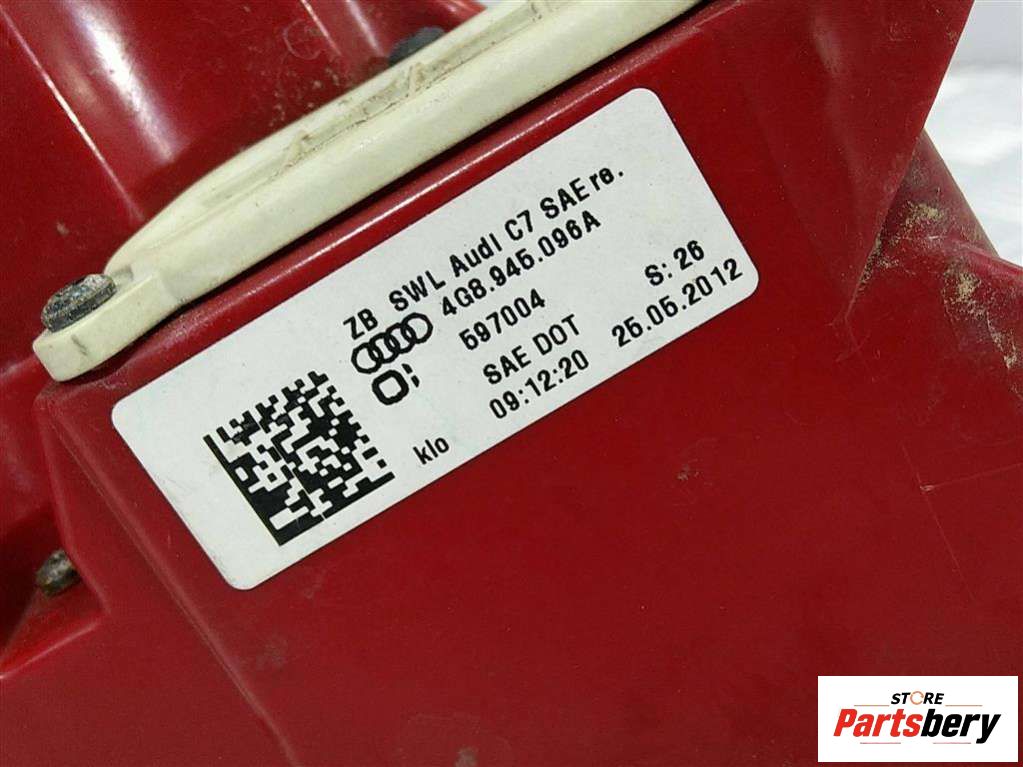 ZB SWL Audi C7 SAE re.
4G8.945.096A
597004
SAE DOT S: 26
09:12:20 25.05.2012
klo
STORE
Partsbery